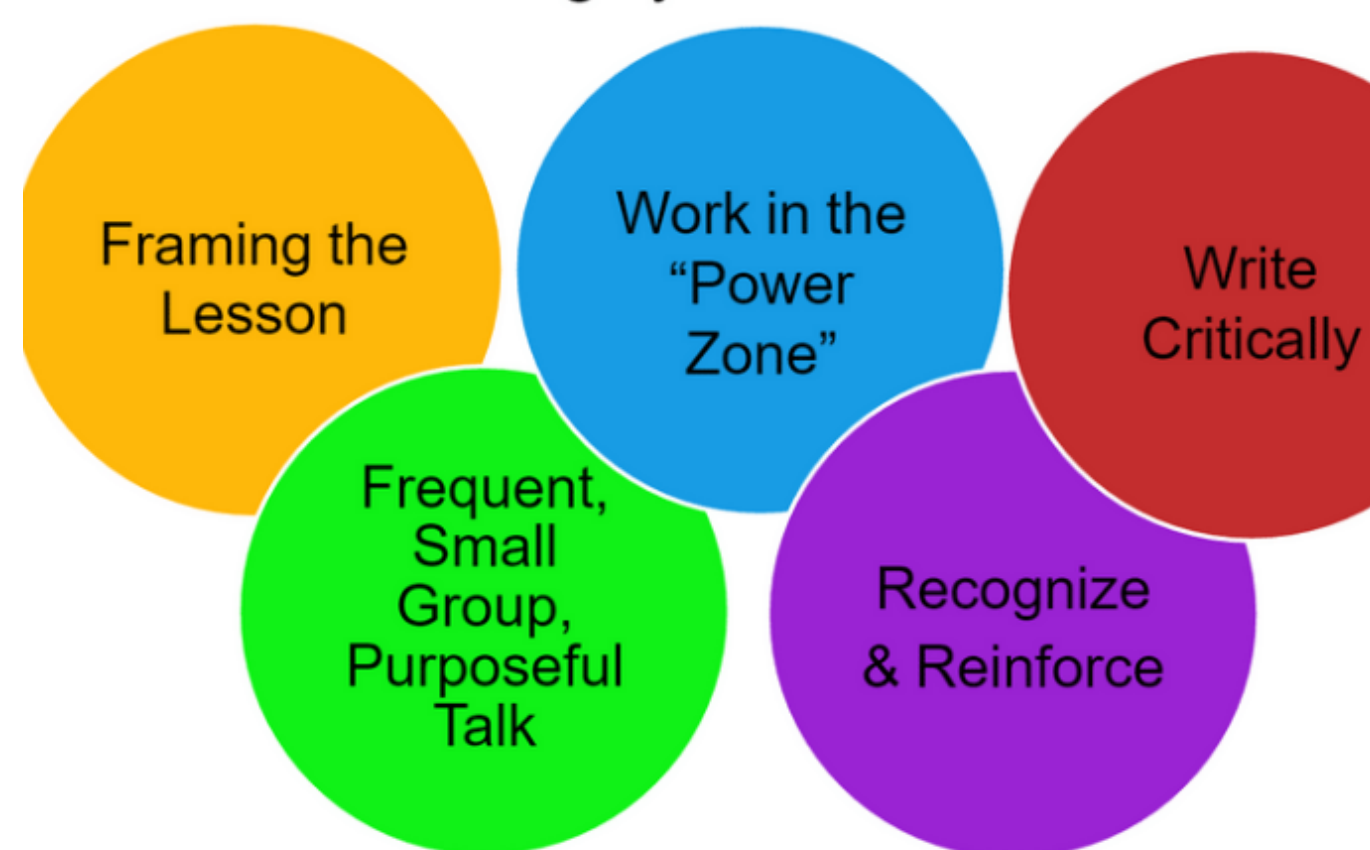 Framing the
Lesson
Frequent,
Small
Group,
Purposeful
Talk
Work in the
“Power
Zone”
Recognize
& Reinforce
Write
Critically